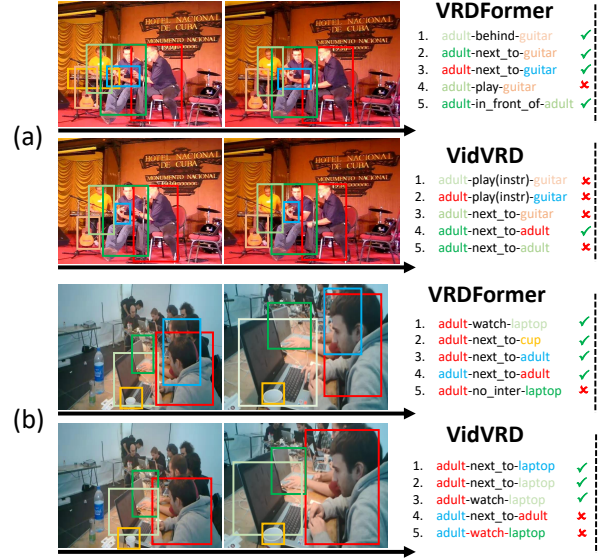 VRDFormer
1. adult-behind-guitar ✓
2. adult-next_to-guitar ✓
3. adult-next_to-guitar ✓
4. adult-play-guitar ✘
5. adult-in_front_of-adult ✓
HOTEL NACIONAL
DE CUBA
MONUMENTO NACIONAL
HOTEL NACIONAL
DE CUBA
MONUMENTO NACIONAL
(a)
VidVRD
1. adult-play(instr)-guitar ✘
2. adult-play(instr)-guitar ✘
3. adult-next_to-guitar ✘
4. adult-next_to-adult ✓
5. adult-next_to-adult ✘
HOTEL NACIONAL
DE CUBA
MONUMENTO NACIONAL
HOTEL NACIONAL
DE CUBA
MONUMENTO NACIONAL
VRDFormer
1. adult-watch-laptop ✓
2. adult-next_to-cup ✓
3. adult-next_to-adult ✓
4. adult-next_to-adult ✓
5. adult-no_inter-laptop ✘
(b)
VidVRD
1. adult-next_to-laptop ✓
2. adult-next_to-laptop ✓
3. adult-watch-laptop ✓
4. adult-next_to-adult ✘
5. adult-watch-laptop ✘